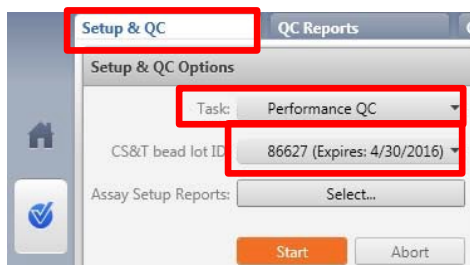 Setup & QC QC Reports
Setup & QC Options
Task: Performance QC
CS&T bead lot ID 86627 (Expires: 4/30/2016)
Assay Setup Reports: Select...
Start Abort